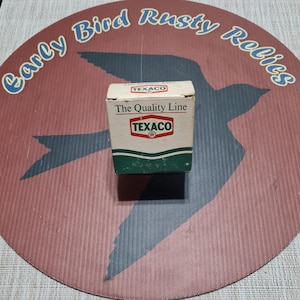 Early Bird Rusty Relics
TEXACO
The Quality Line
TEXACO